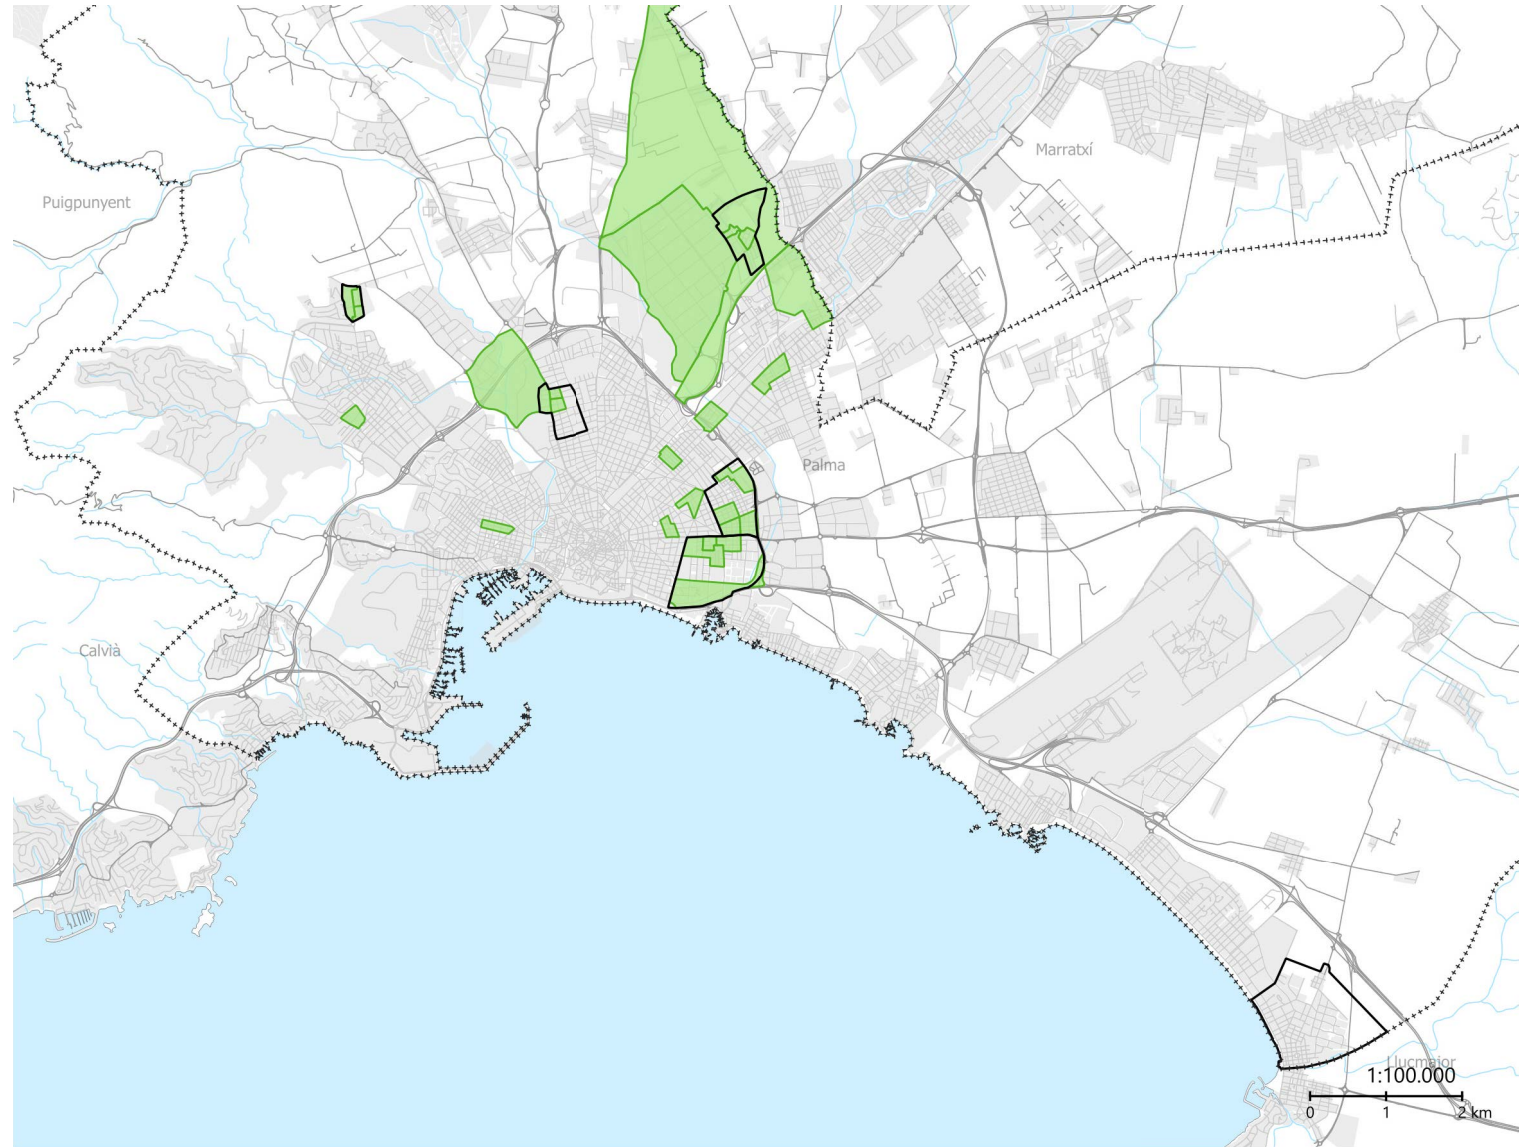 Marratxí
Puigpunyent
Palma
Calvià
Llucmajor
1:100.000
0 1 2 km